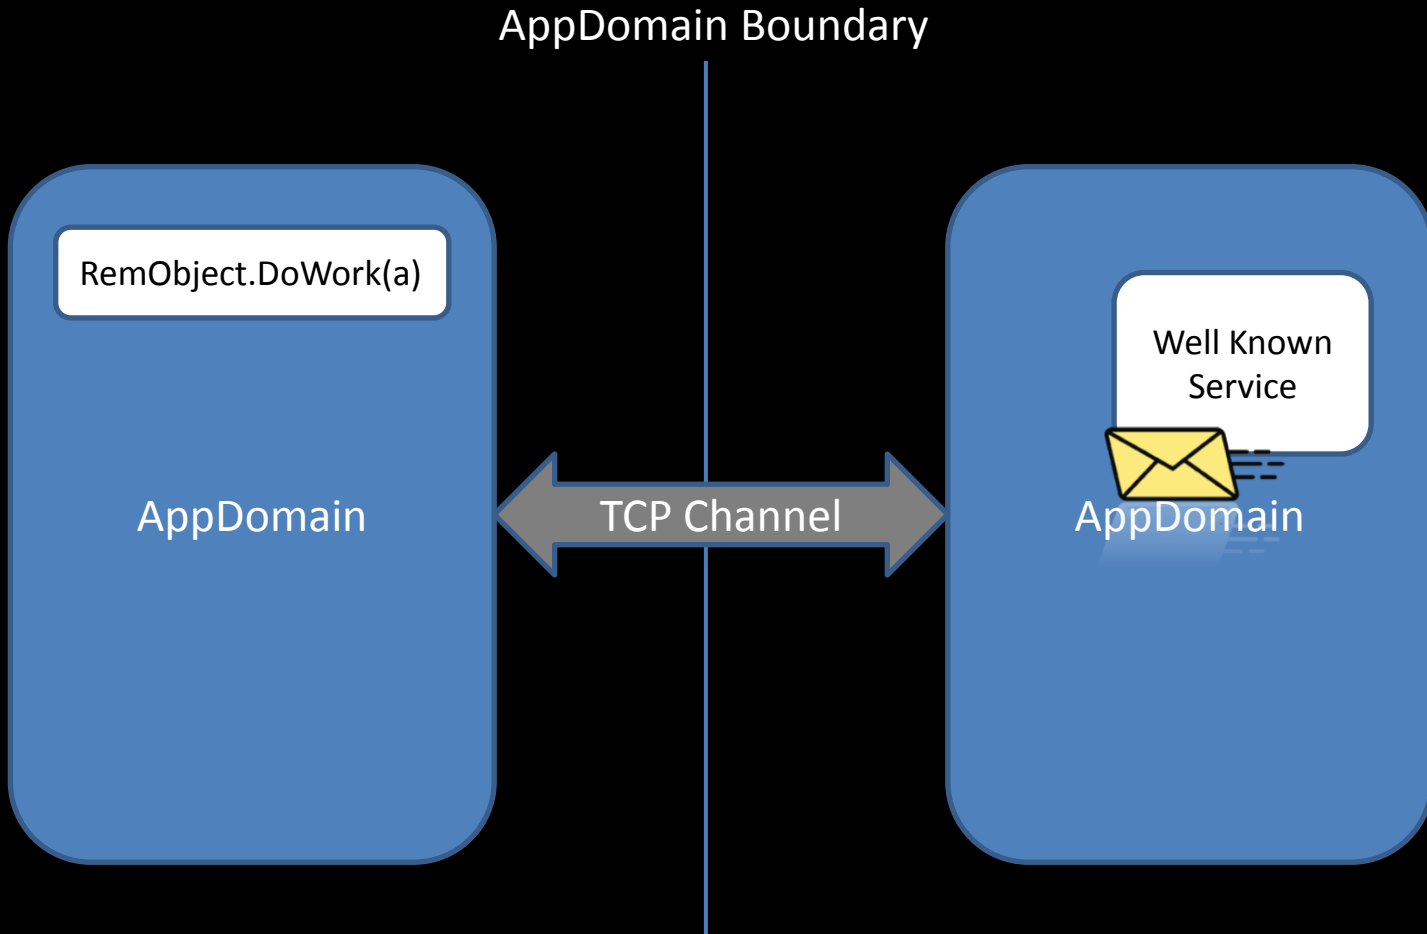 AppDomain Boundary
RemObject.DoWork(a)
Well Known
Service
AppDomain
TCP Channel
AppDomain